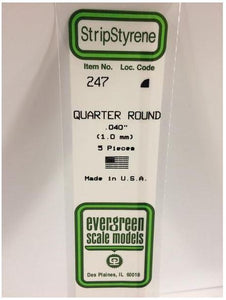 StripStyrene
Item No. Loc. Code
247
QUARTER ROUND
.040"
(1.0 mm)
5 Pieces
Made in U.S.A.
evergreen
scale models
Des Plaines, IL 60018